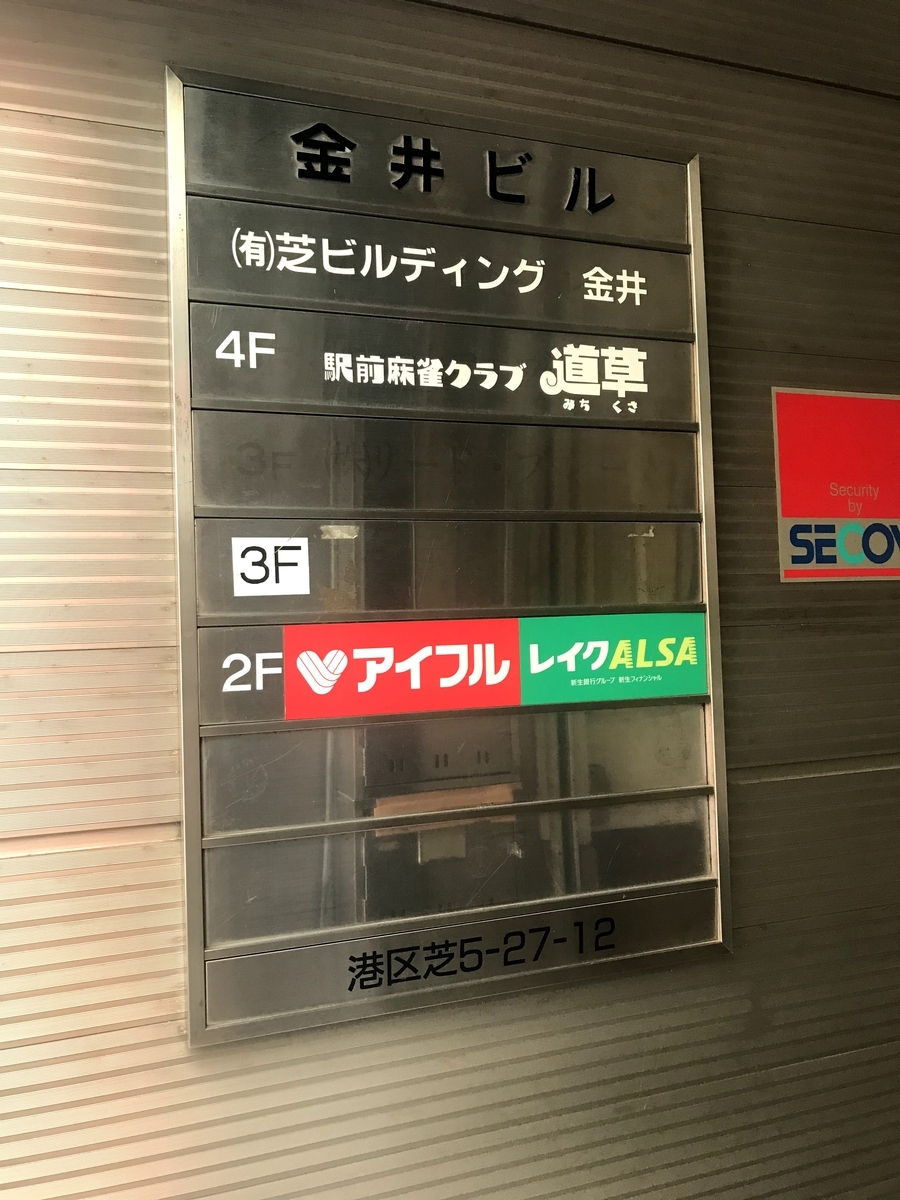 金井ビル
㈲芝ビルディング 金井
4F 駅前麻雀クラブ 道草
みちくさ
3F
3F
2F アイフル レイクALSA
新生銀行グループ 新生フィナンシャル
港区芝5-27-12
Security
by